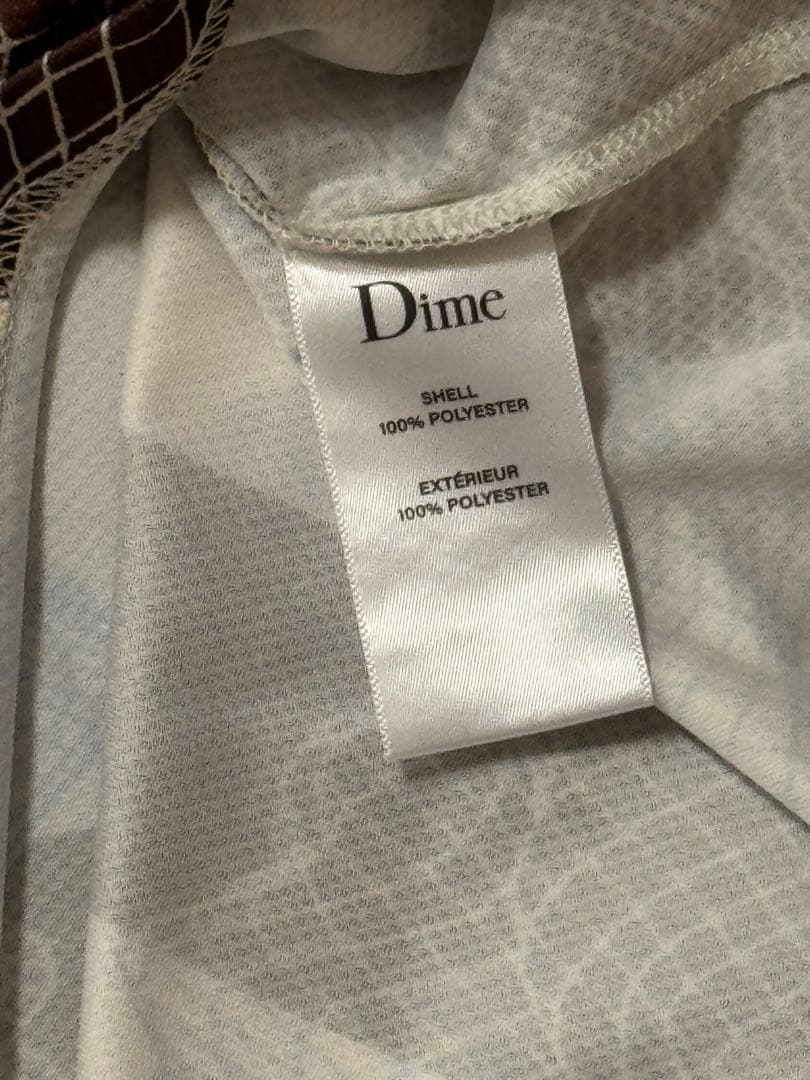 Dime
SHELL
100% POLYESTER
EXTÉRIEUR
100% POLYESTER